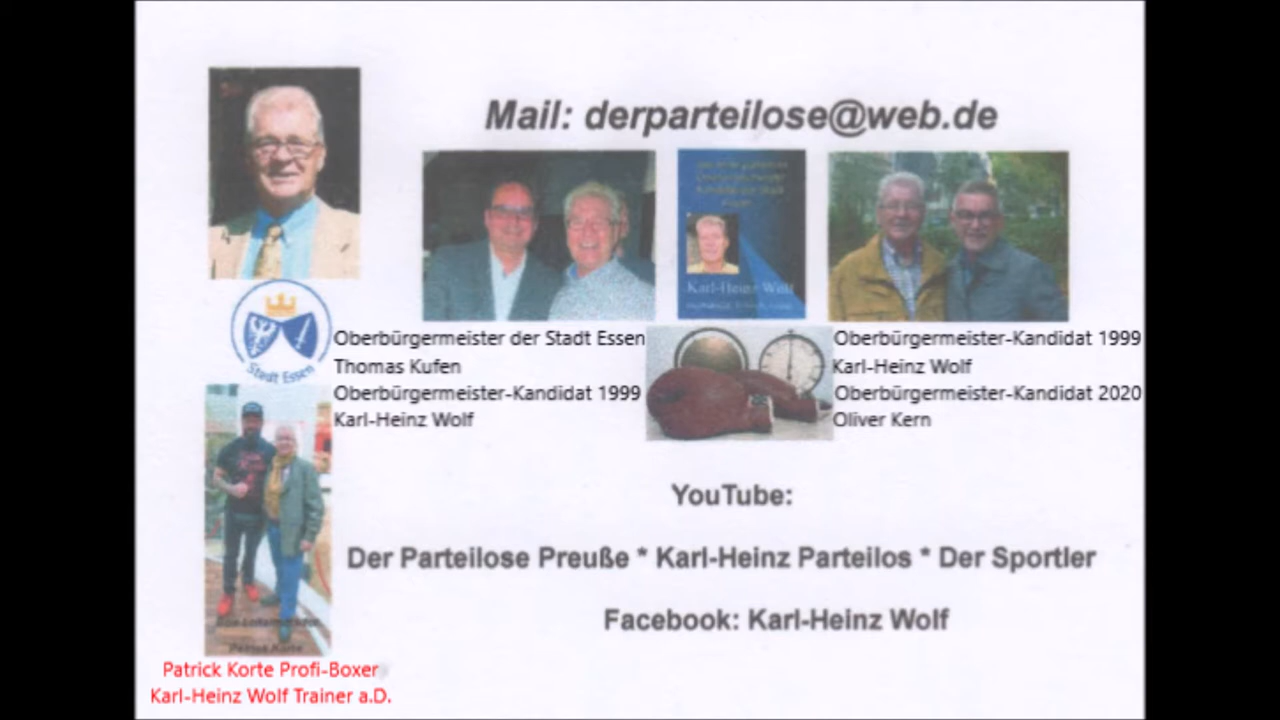 Mail: derparteilose@web.de
Karl-Heinz Wolf
Stadt Essen
Oberbürgermeister der Stadt Essen
Thomas Kufen
Oberbürgermeister-Kandidat 1999
Karl-Heinz Wolf
Oberbürgermeister-Kandidat 1999
Karl-Heinz Wolf
Oberbürgermeister-Kandidat 2020
Oliver Kern
YouTube:
Der Parteilose Preuße * Karl-Heinz Parteilos * Der Sportler
Facebook: Karl-Heinz Wolf
Patrick Korte
Patrick Korte Profi-Boxer
Karl-Heinz Wolf Trainer a.D.